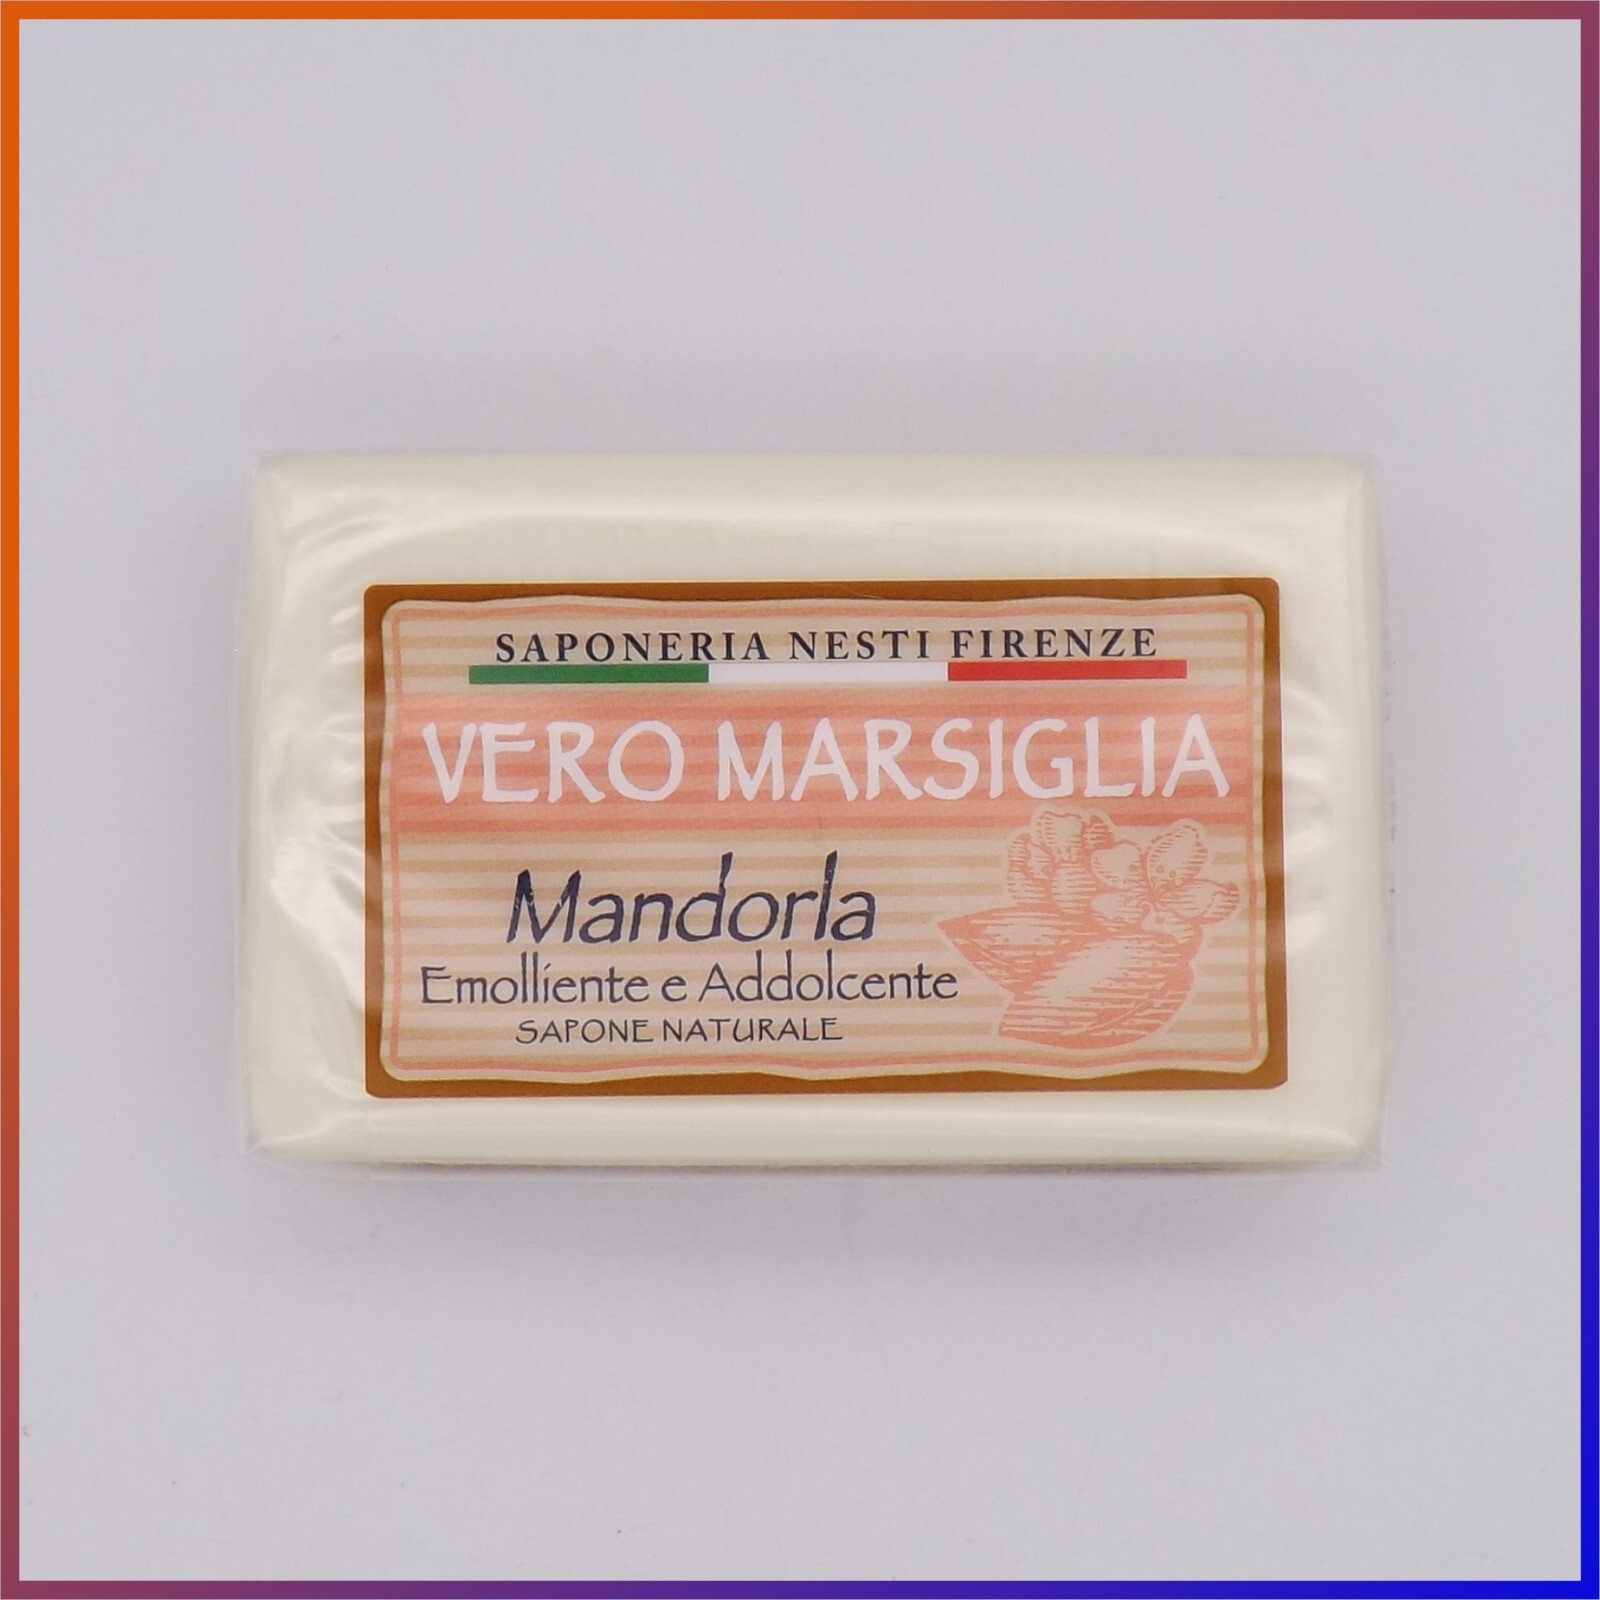 SAPONERIA NESTI FIRENZE
VERO MARSIGLIA
Mandorla
Emolliente e Addolcente
SAPONE NATURALE